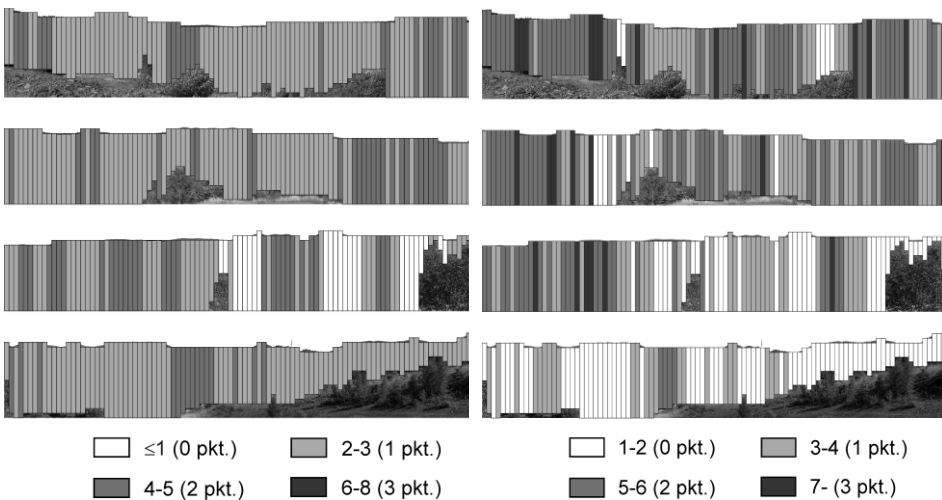 ≤1 (0 pkt.) 2-3 (1 pkt.) 1-2 (0 pkt.) 3-4 (1 pkt.)
4-5 (2 pkt.) 6-8 (3 pkt.) 5-6 (2 pkt.) 7- (3 pkt.)